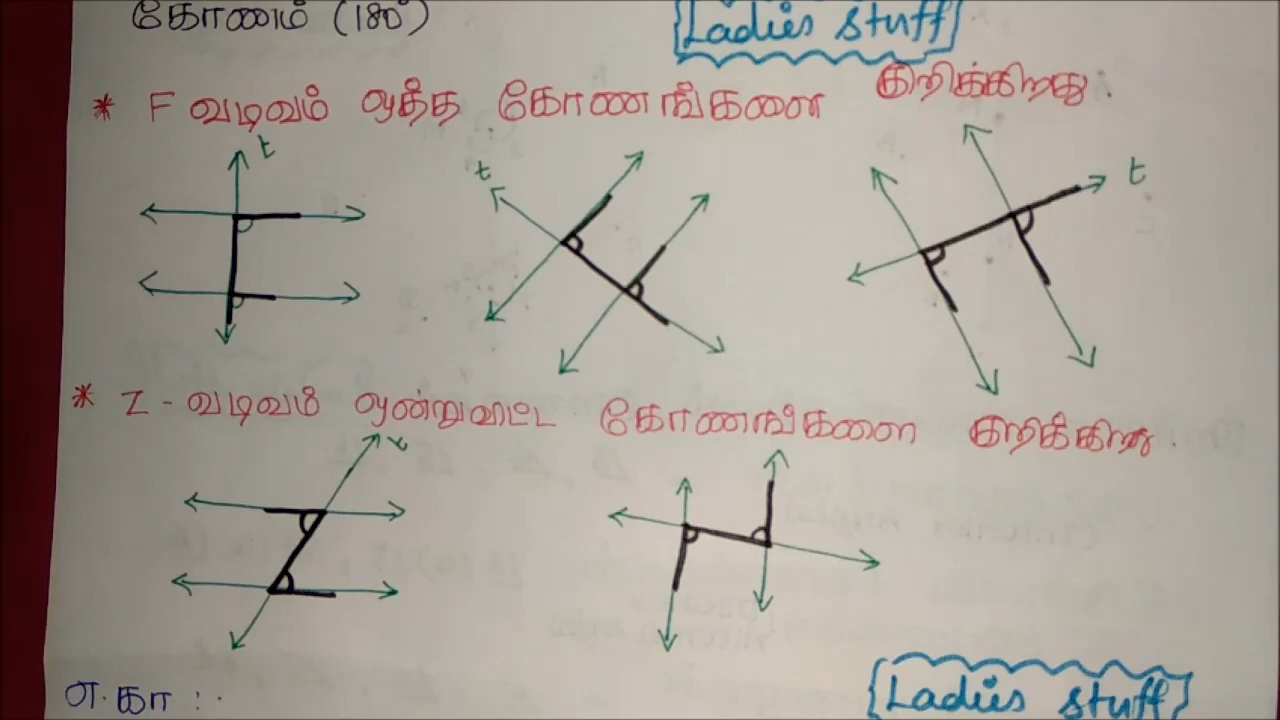 கோணம் (180°)
Ladies stuff
* F வடிவம் ஒத்த கோணங்களை குறிக்கிறது.
t
t
t
* Z - வடிவம் ஒன்றுவிட்ட கோணங்களை குறிக்கிறது.
t
எ.கா :
Ladies stuff